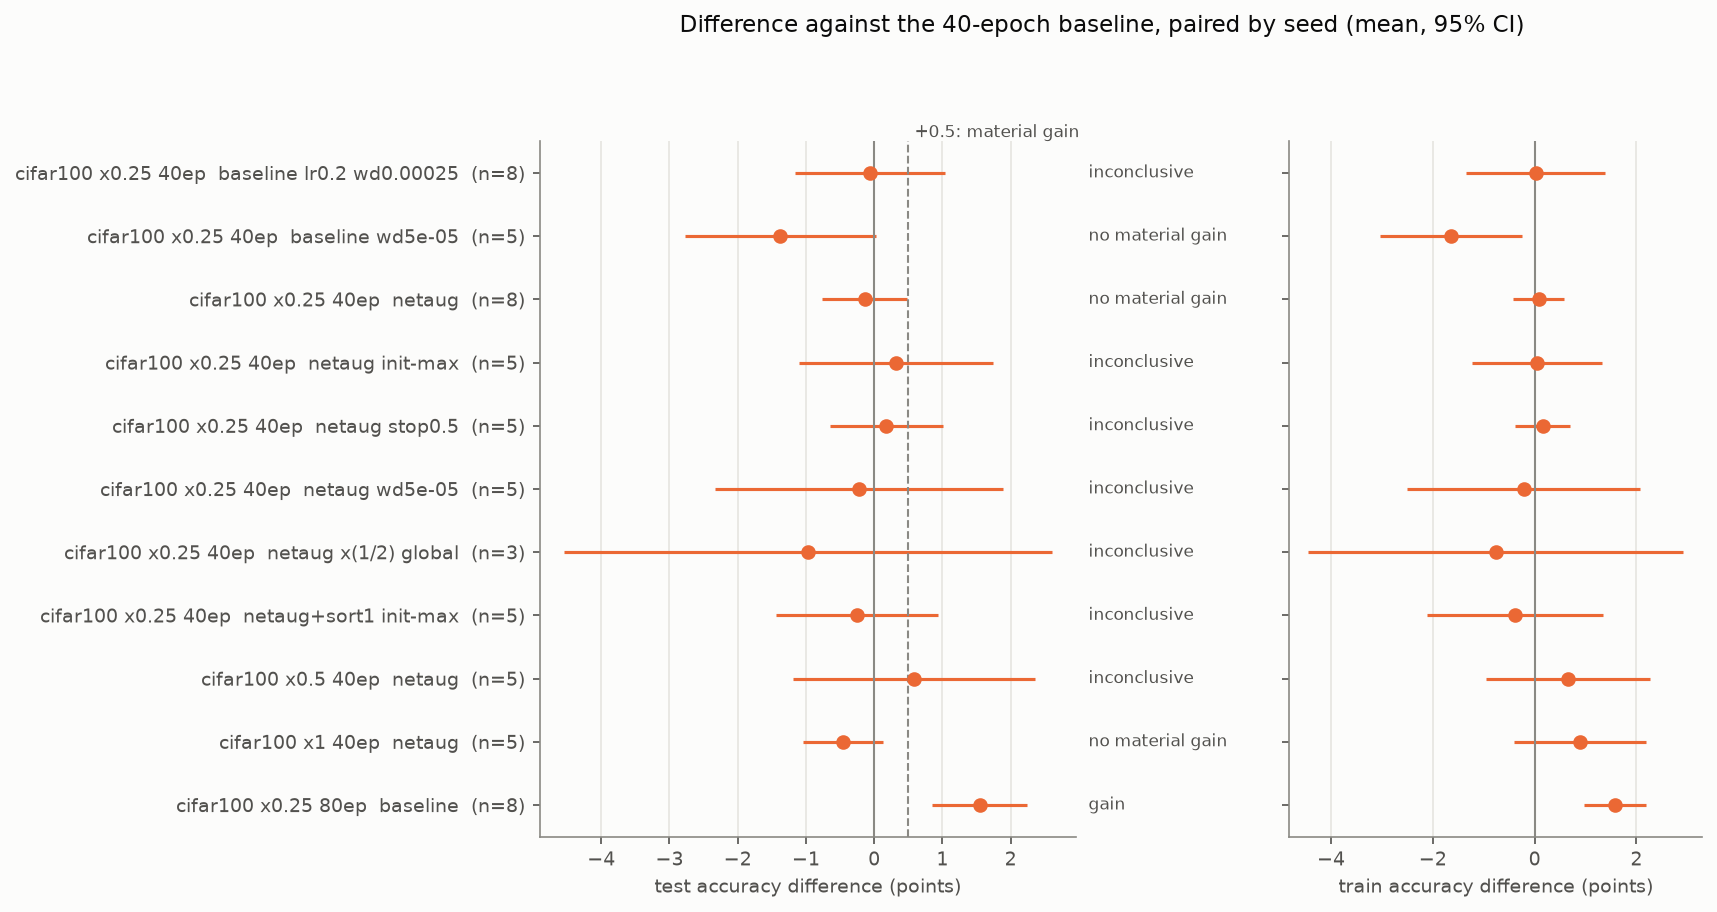 Difference against the 40-epoch baseline, paired by seed (mean, 95% CI)
+0.5: material gain
cifar100 x0.25 40ep  baseline lr0.2 wd0.00025  (n=8)
inconclusive
cifar100 x0.25 40ep  baseline wd5e-05  (n=5)
no material gain
cifar100 x0.25 40ep  netaug  (n=8)
no material gain
cifar100 x0.25 40ep  netaug init-max  (n=5)
inconclusive
cifar100 x0.25 40ep  netaug stop0.5  (n=5)
inconclusive
cifar100 x0.25 40ep  netaug wd5e-05  (n=5)
inconclusive
cifar100 x0.25 40ep  netaug x(1/2) global  (n=3)
inconclusive
cifar100 x0.25 40ep  netaug+sort1 init-max  (n=5)
inconclusive
cifar100 x0.5 40ep  netaug  (n=5)
inconclusive
cifar100 x1 40ep  netaug  (n=5)
no material gain
cifar100 x0.25 80ep  baseline  (n=8)
gain
−4 −3 −2 −1 0 1 2
test accuracy difference (points)
−4 −2 0 2
train accuracy difference (points)